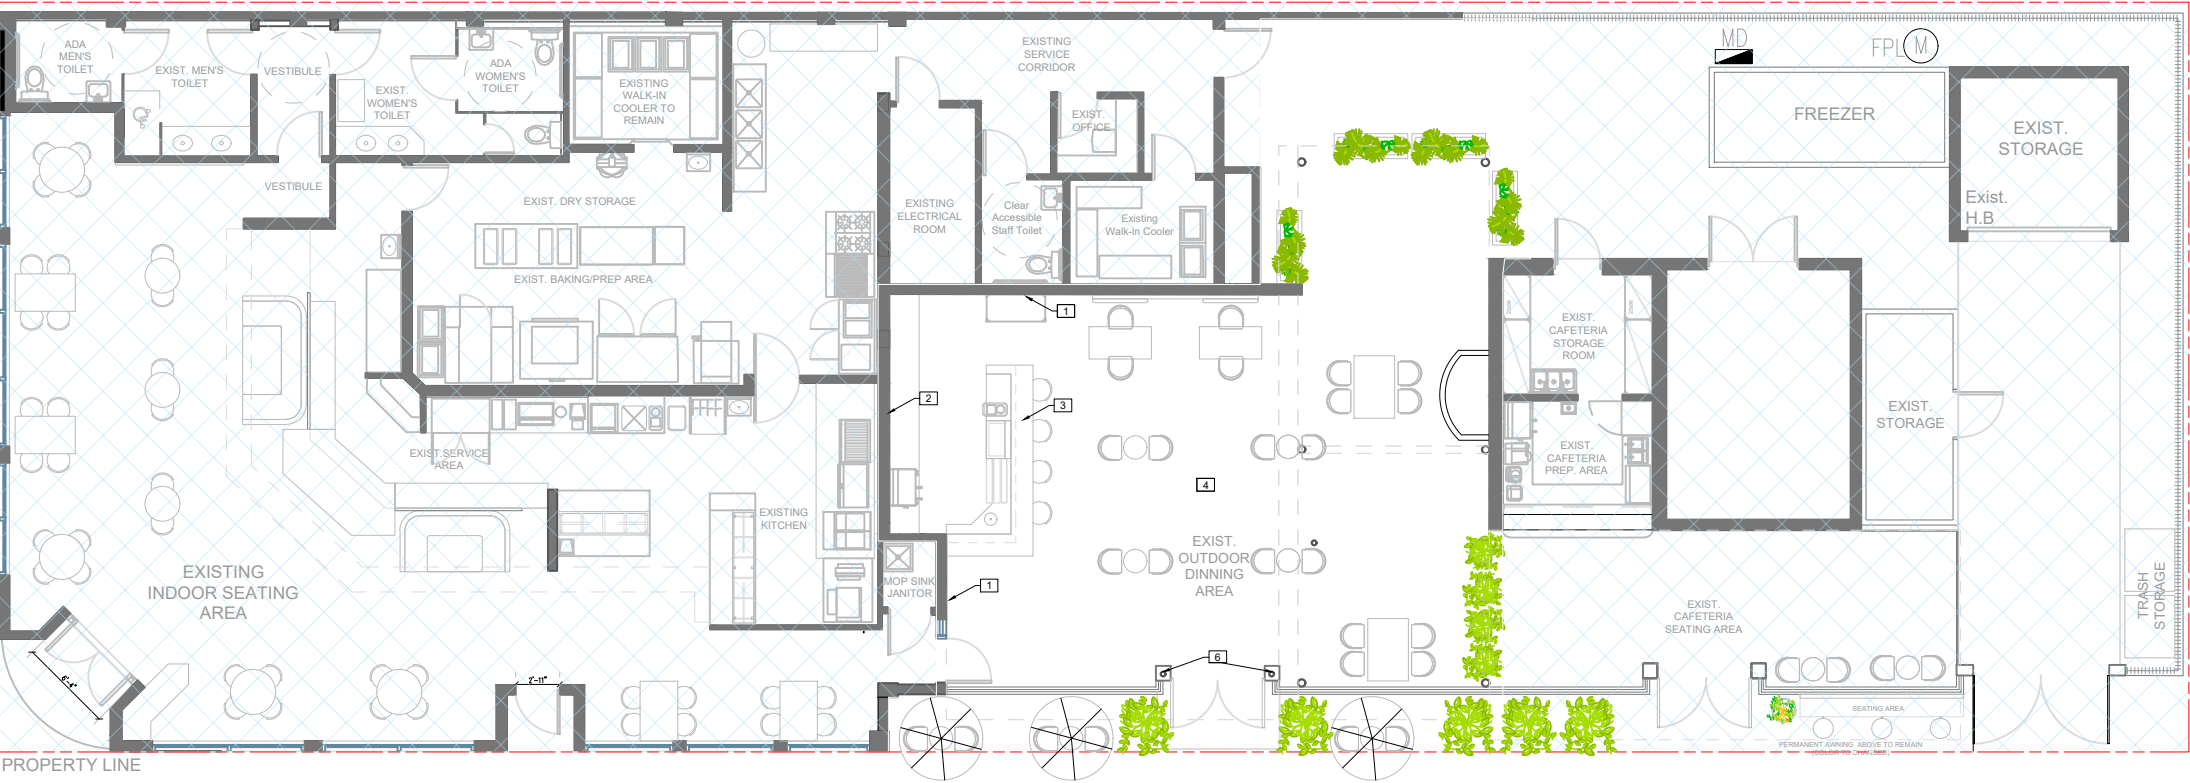 ADA
MEN'S
TOILET
EXIST. MEN'S
TOILET
VESTIBULE
EXIST.
WOMEN'S
TOILET
ADA
WOMEN'S
TOILET
EXISTING
WALK-IN
COOLER TO
REMAIN
EXISTING
SERVICE
CORRIDOR
EXIST.
OFFICE
MD
FPL M
FREEZER
EXIST.
STORAGE
Exist.
H.B
VESTIBULE
EXIST. DRY STORAGE
EXISTING
ELECTRICAL
ROOM
Clear
Accessible
Staff Toilet
Existing
Walk-in Cooler
EXIST. BAKING/PREP AREA
1
EXIST.
CAFETERIA
STORAGE
ROOM
2
3
EXIST.
STORAGE
EXIST.SERVICE
AREA
EXIST.
CAFETERIA
PREP. AREA
4
EXISTING
KITCHEN
EXIST.
OUTDOOR
DINNING
AREA
EXISTING
INDOOR SEATING
AREA
MOP SINK
JANITOR
1
EXIST.
CAFETERIA
SEATING AREA
TRASH
STORAGE
6
6'-4"
2'-11"
SEATING AREA
PERMANENT AWNING ABOVE TO REMAIN
(COLOR TO CHANGE)
PROPERTY LINE